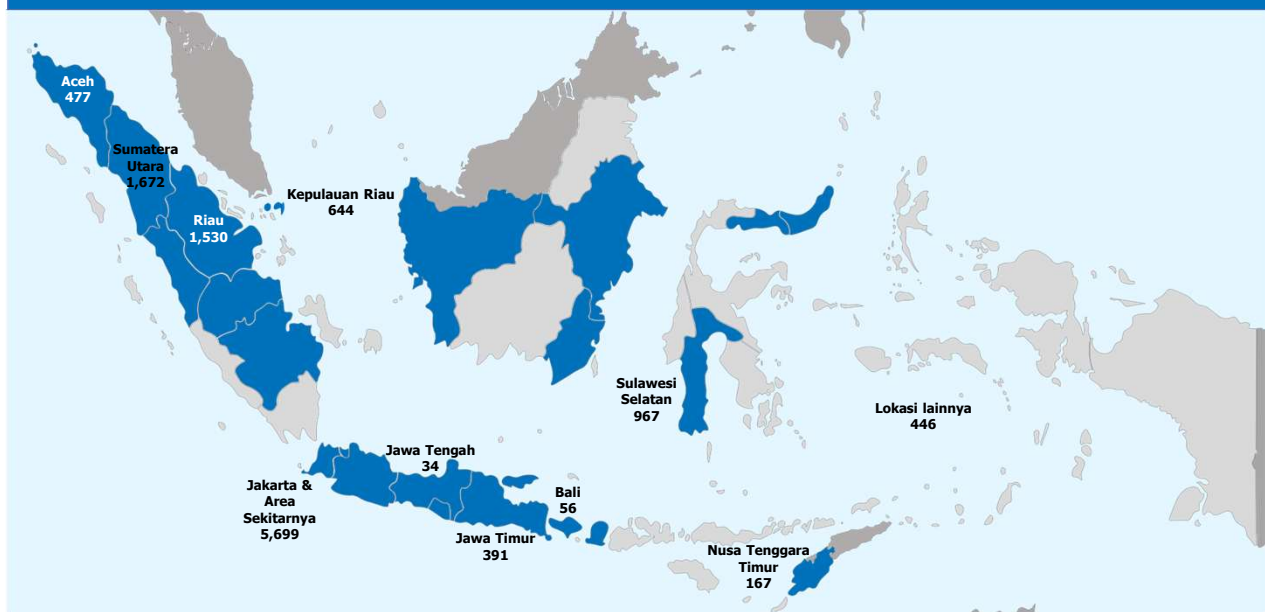 Aceh
477
Sumatera
Utara
1,672
Kepulauan Riau
644
Riau
1,530
Sulawesi
Selatan
967
Lokasi lainnya
446
Jawa Tengah
34
Jakarta &
Area
Sekitarnya
5,699
Bali
56
Jawa Timur
391
Nusa Tenggara
Timur
167